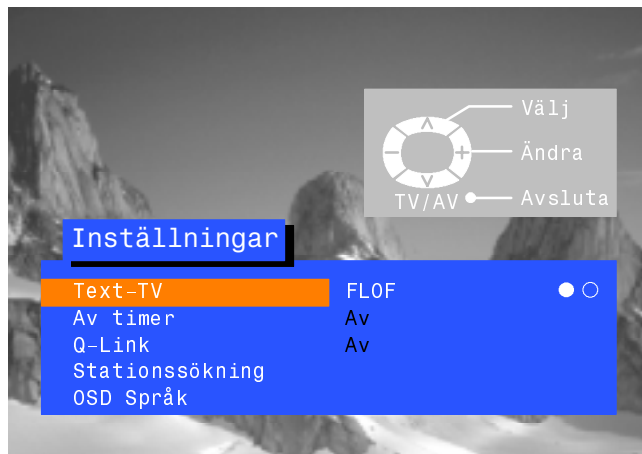 Välj
Ändra
TV/AV Avsluta
Inställningar
Text-TV FLOF
Av timer Av
Q-Link Av
Stationssökning
OSD Språk